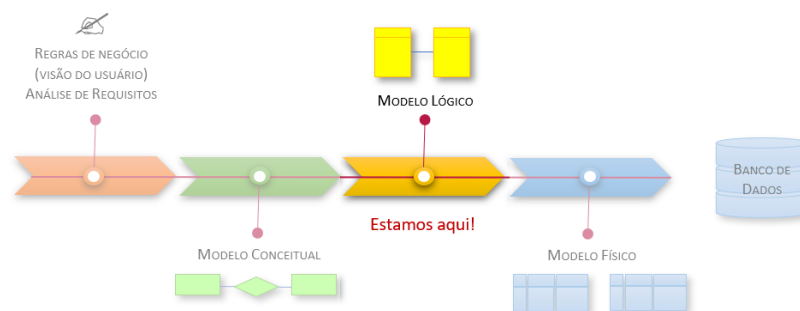 Regras de negócio
(visão do usuário)
Análise de Requisitos
Modelo Lógico
Banco de
Dados
Estamos aqui!
Modelo Conceitual
Modelo Físico